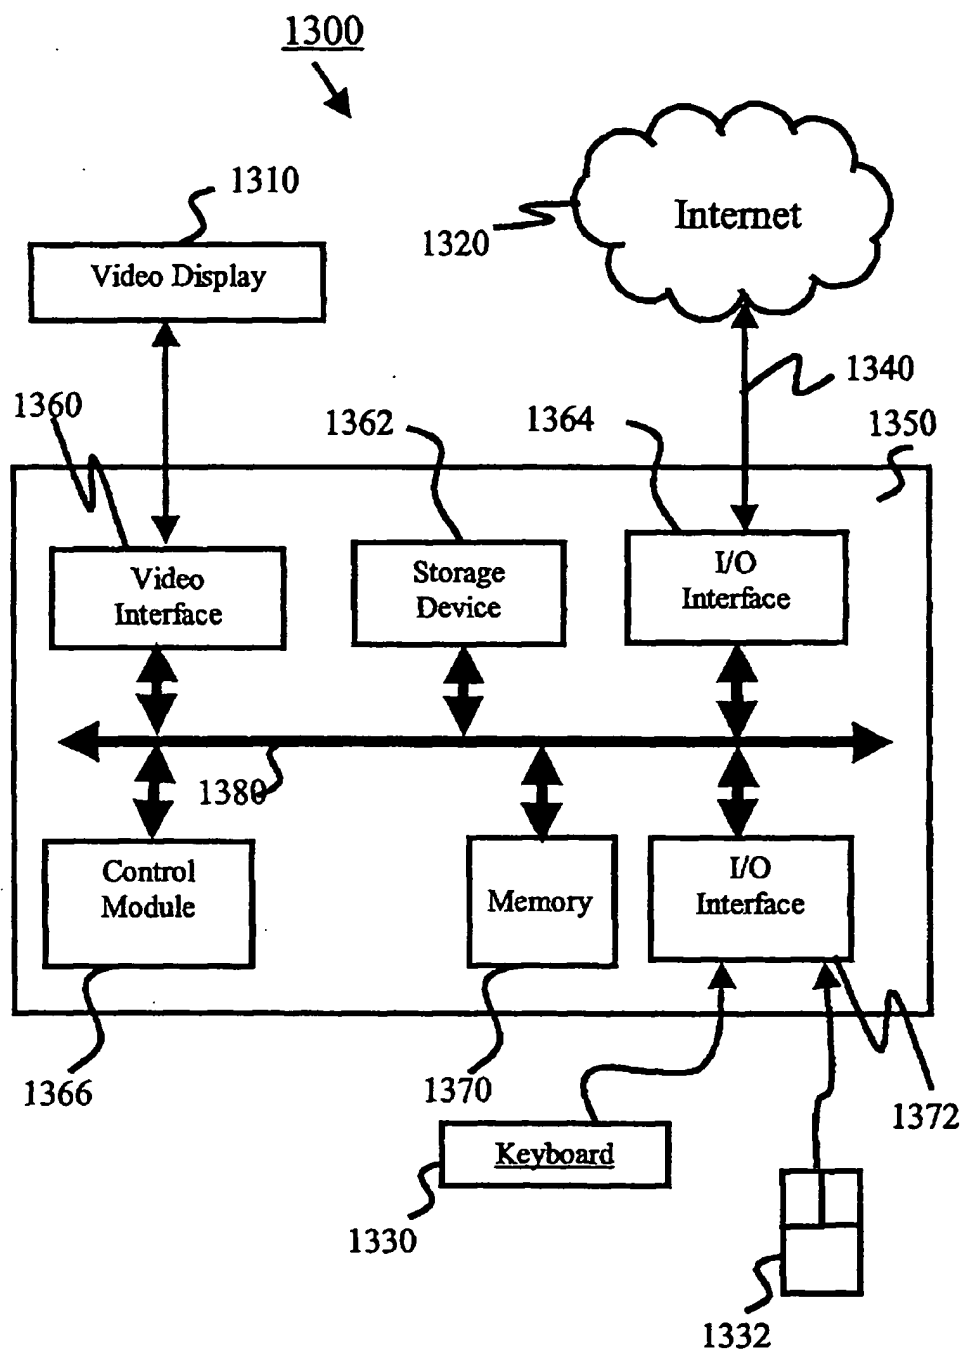 1300
1310
Internet
1320
Video Display
1340
1360
1362
1364
1350
Video
Interface
Storage
Device
I/O
Interface
1380
Control
Module
Memory
I/O
Interface
1366
1370
1372
Keyboard
1330
1332